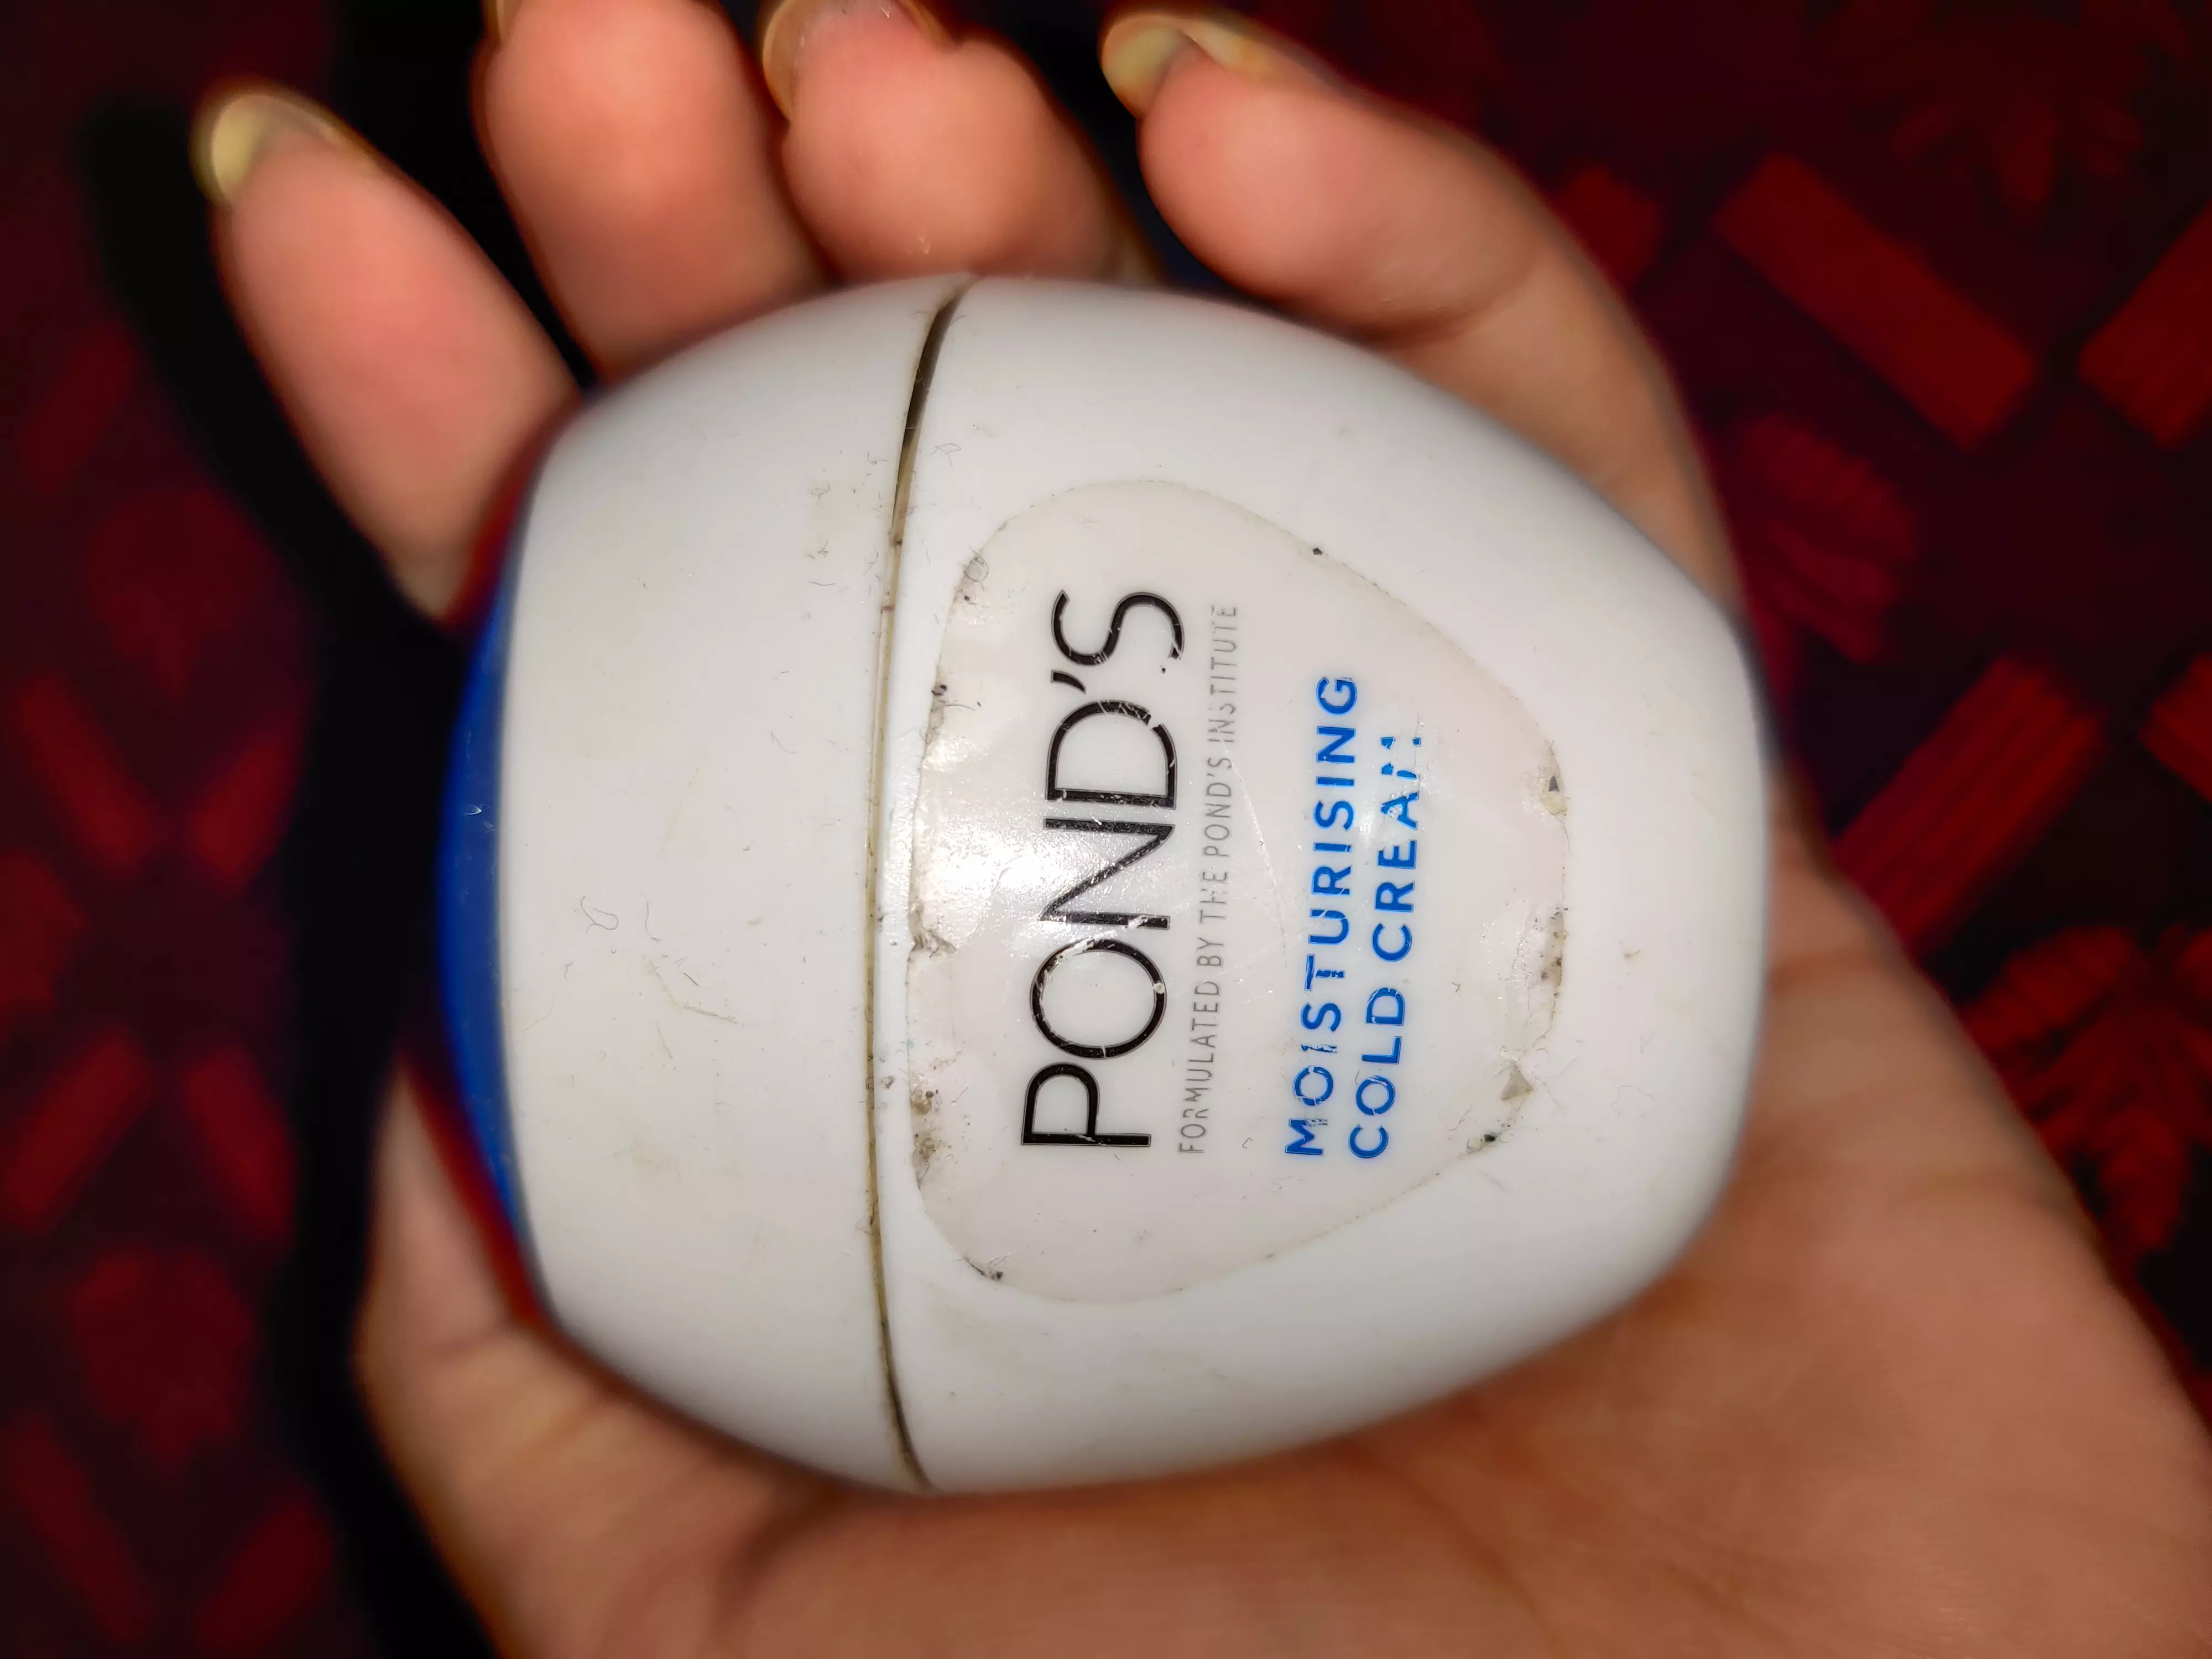 POND'S
FORMULATED BY THE POND'S INSTITUTE
MOISTURISING
COLD CREAM